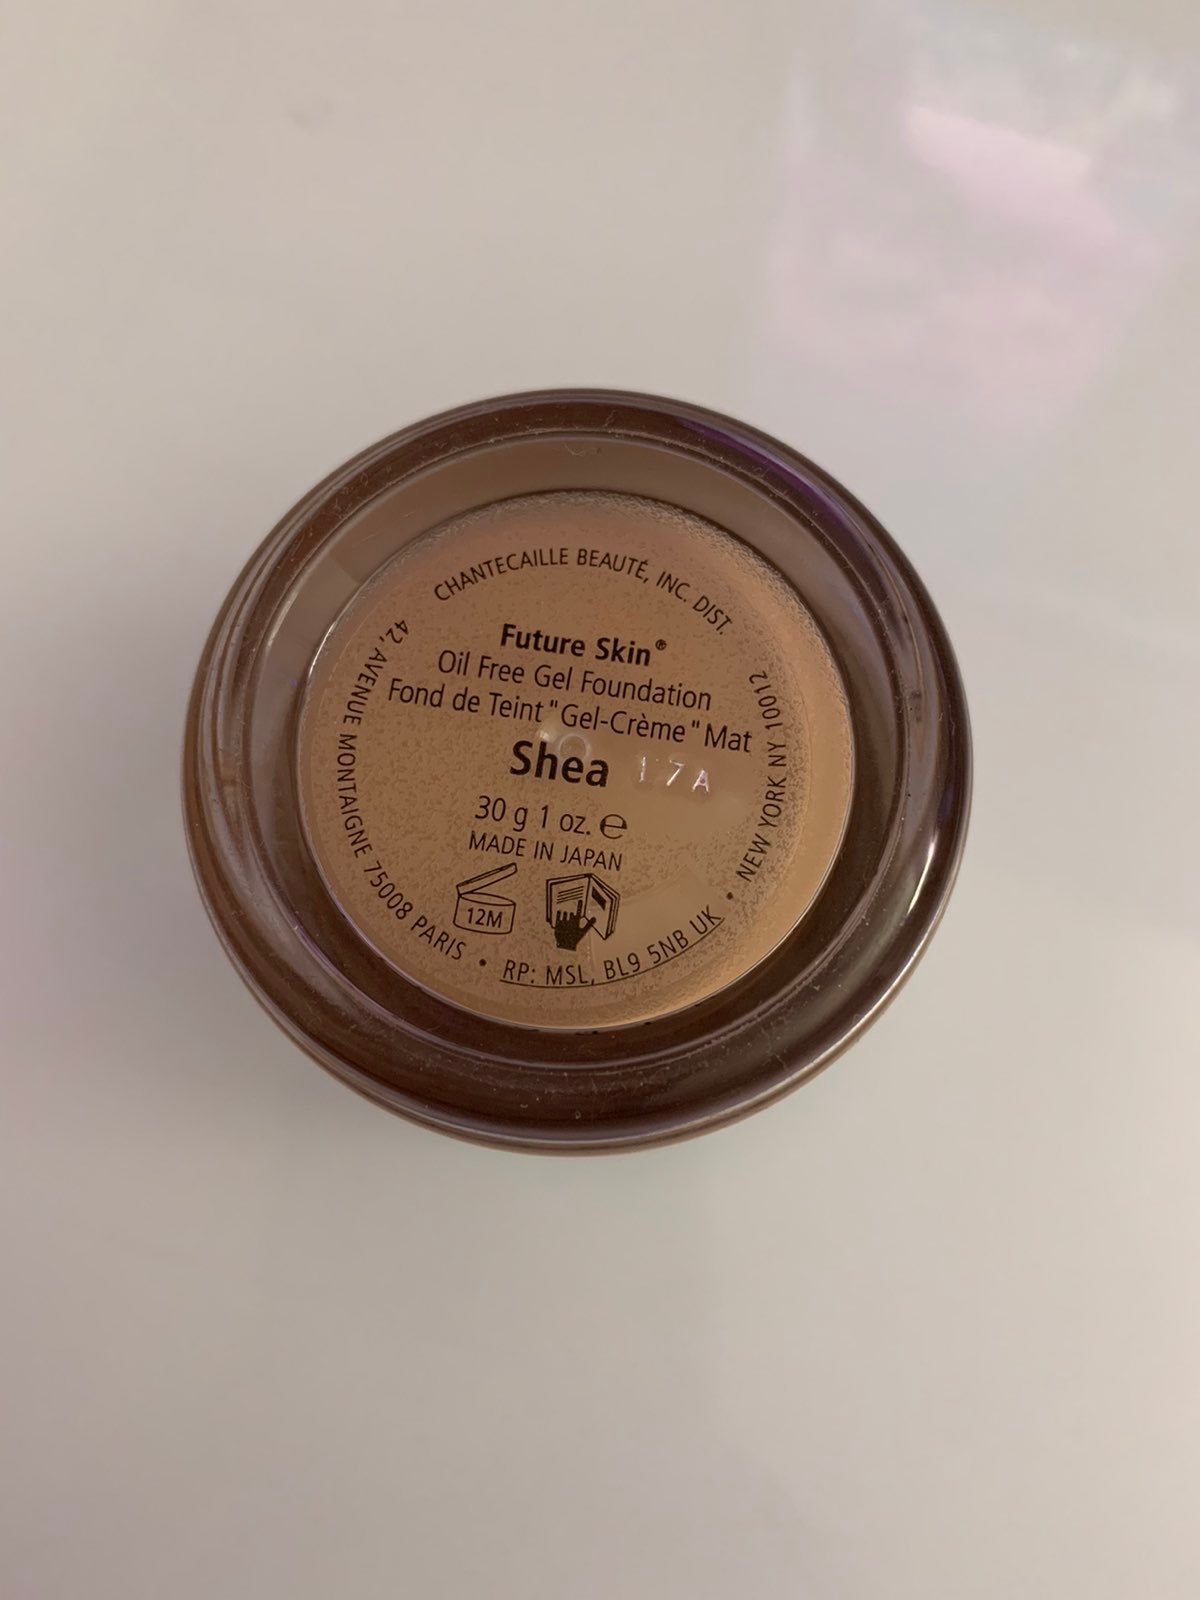 CHANTECAILLE BEAUTÉ, INC. DIST.
Future Skin®
Oil Free Gel Foundation
Fond de Teint "Gel-Crème" Mat
Shea
17A
30 g 1 oz. ℮
MADE IN JAPAN
12M
42, AVENUE MONTAIGNE 75008 PARIS • RP: MSL, BL9 5NB UK • NEW YORK NY 10012